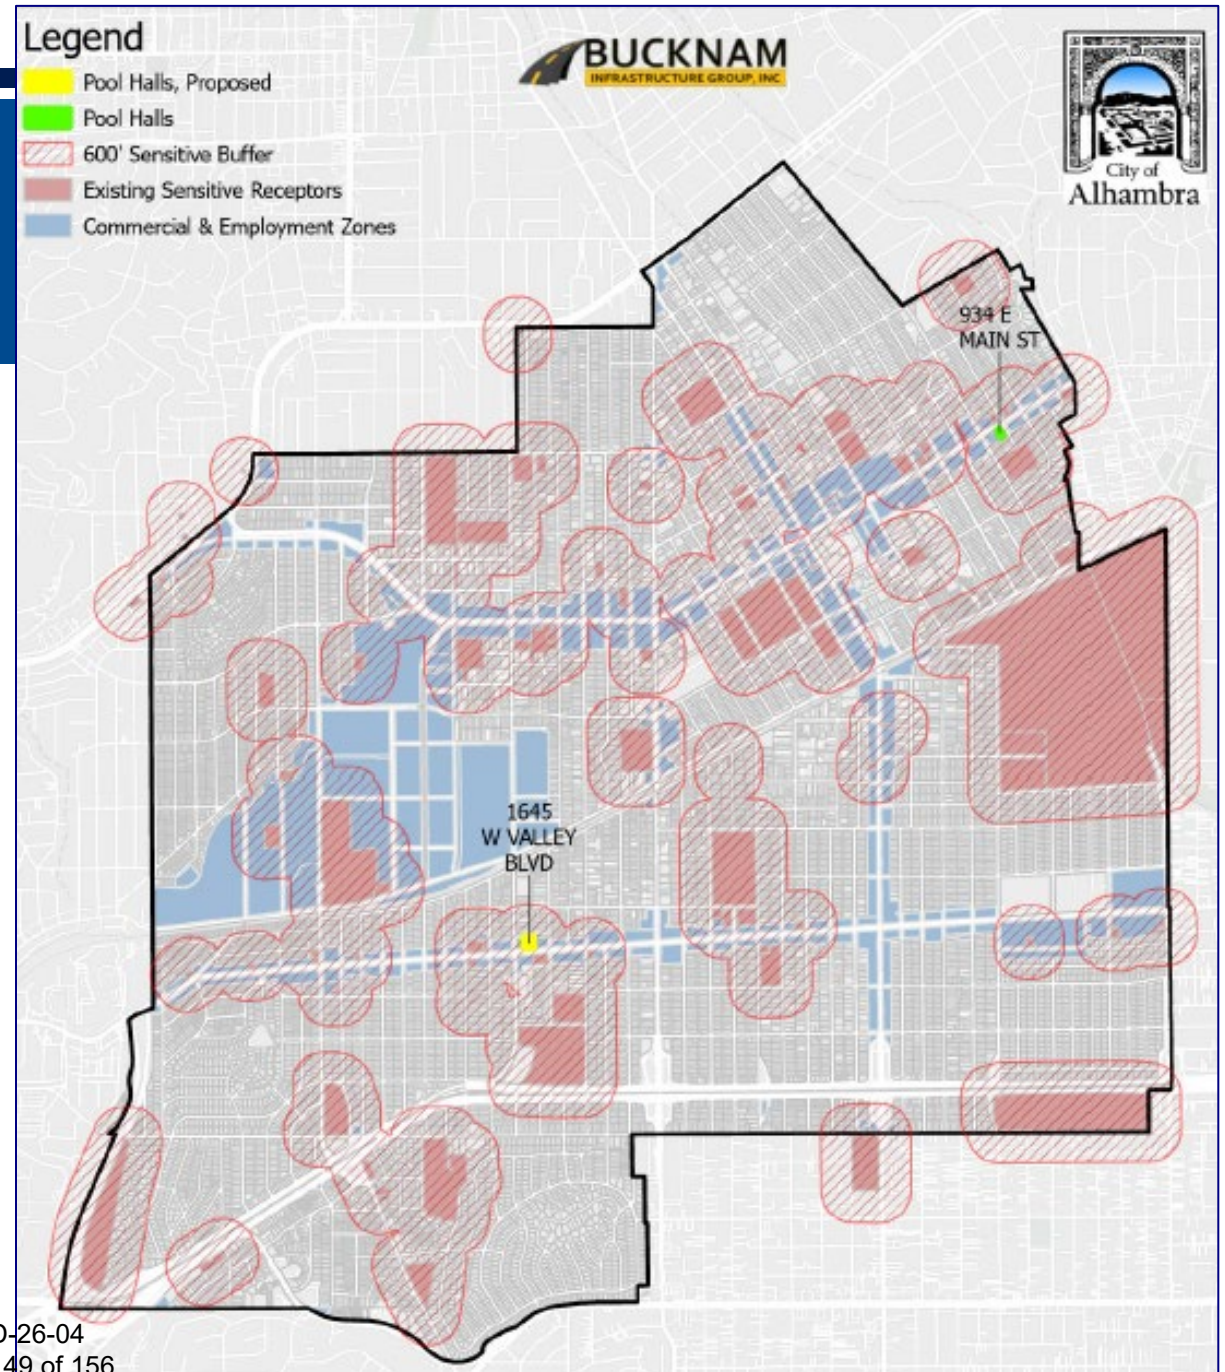 Legend
Pool Halls, Proposed
Pool Halls
600' Sensitive Buffer
Existing Sensitive Receptors
Commercial & Employment Zones
BUCKNAM
INFRASTRUCTURE GROUP, INC
City of
Alhambra
934 E
MAIN ST
1645
W VALLEY
BLVD
-26-04
49 of 156